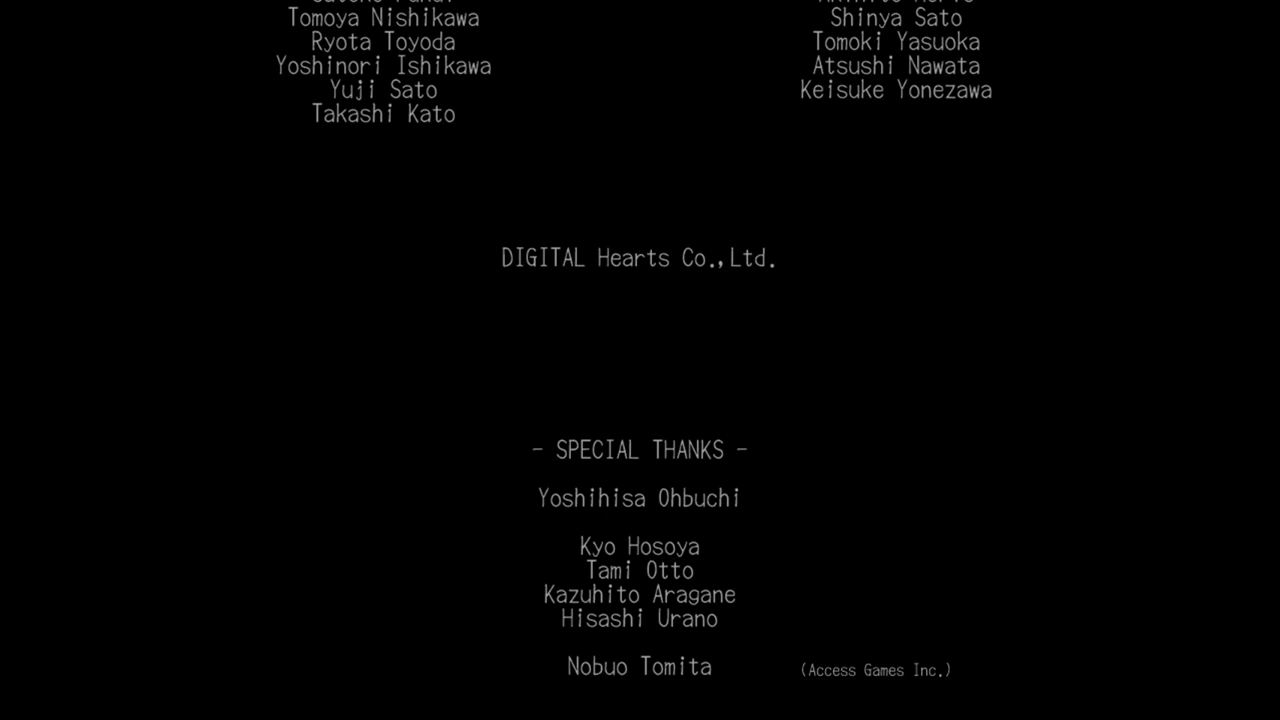 Tomoya Nishikawa
Ryota Toyoda
Yoshinori Ishikawa
Yuji Sato
Takashi Kato
Shinya Sato
Tomoki Yasuoka
Atsushi Nawata
Keisuke Yonezawa
DIGITAL Hearts Co.,Ltd.
- SPECIAL THANKS -
Yoshihisa Ohbuchi
Kyo Hosoya
Tami Otto
Kazuhito Aragane
Hisashi Urano
Nobuo Tomita (Access Games Inc.)